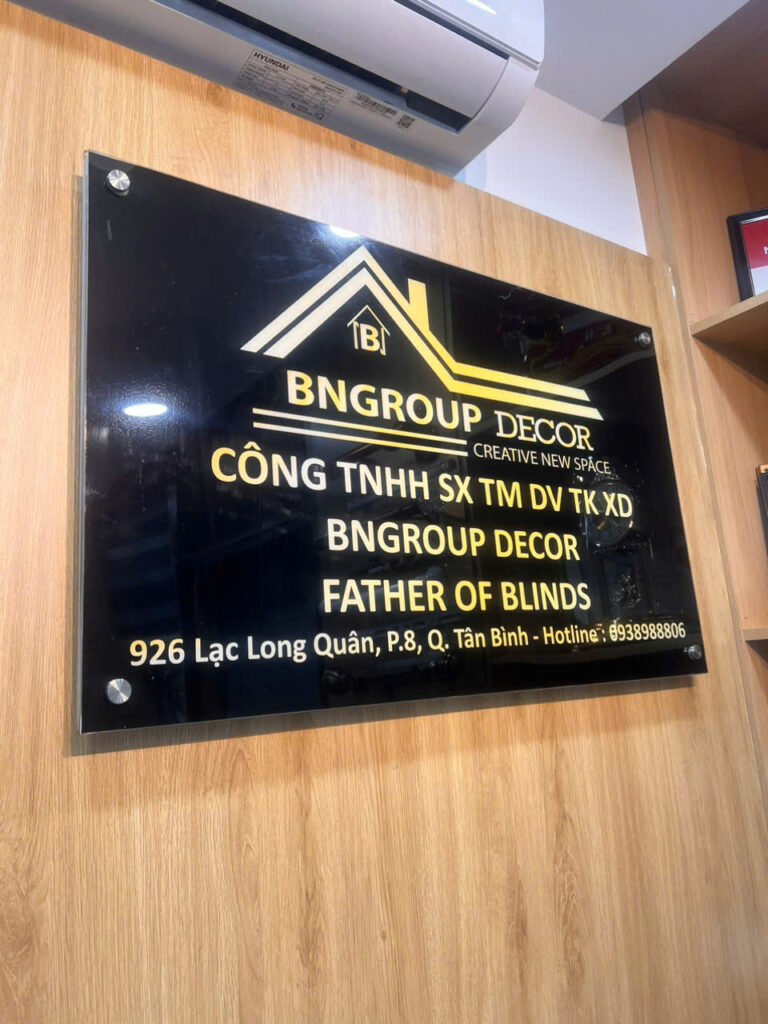 HYUNDAI
B
BNGROUP DECOR
CREATIVE NEW SPACE
CÔNG TNHH SX TM DV TK XD
BNGROUP DECOR
FATHER OF BLINDS
926 Lạc Long Quân, P.8, Q. Tân Bình - Hotline : 0938988806